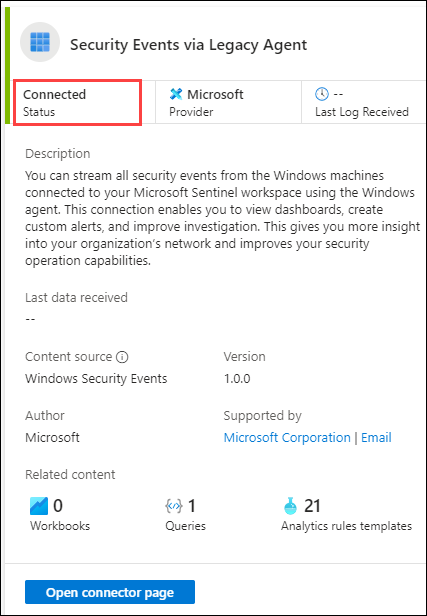 Security Events via Legacy Agent
Connected
Status
Microsoft
Provider
--
Last Log Received
Description
You can stream all security events from the Windows machines
connected to your Microsoft Sentinel workspace using the Windows
agent. This connection enables you to view dashboards, create
custom alerts, and improve investigation. This gives you more insight
into your organization's network and improves your security
operation capabilities.
Last data received
--
Content source
Version
Windows Security Events
1.0.0
Author
Supported by
Microsoft
Microsoft Corporation | Email
Related content
0
Workbooks
1
Queries
21
Analytics rules templates
Open connector page